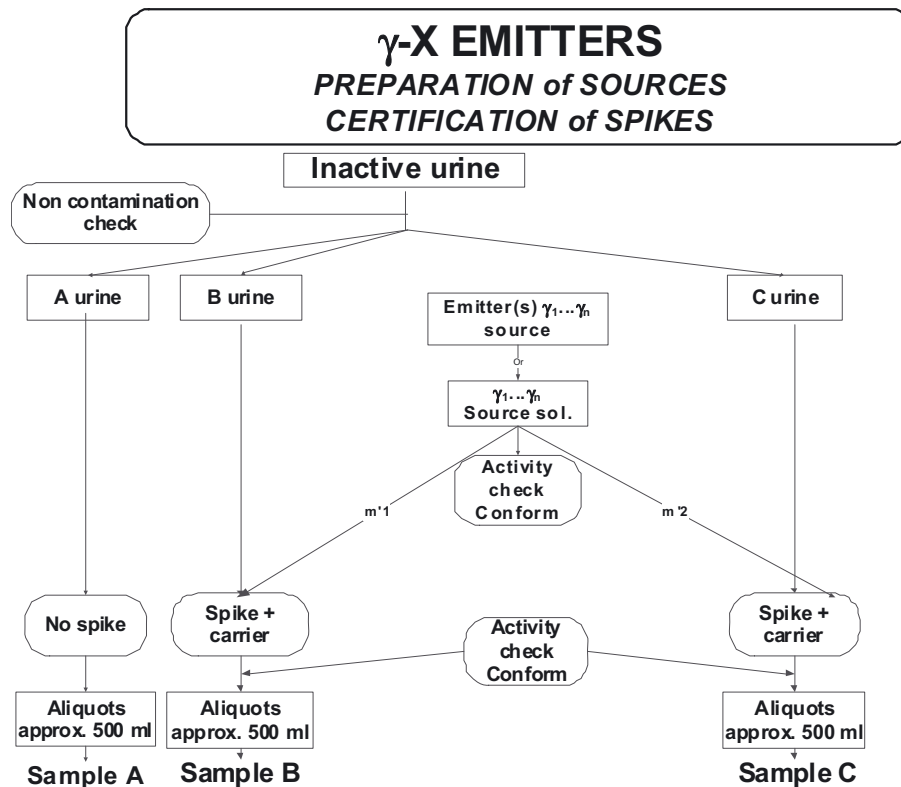 γ-X EMITTERS
PREPARATION of SOURCES
CERTIFICATION of SPIKES
Inactive urine
Non contamination
check
A urine
B urine
C urine
Emitter(s) γ1...γn
source
Or
γ1...γn
Source sol.
Activity
check
Conform
m'1
m'2
No spike
Spike +
carrier
Activity
check
Conform
Spike +
carrier
Aliquots
approx. 500 ml
Aliquots
approx. 500 ml
Aliquots
approx. 500 ml
Sample A
Sample B
Sample C